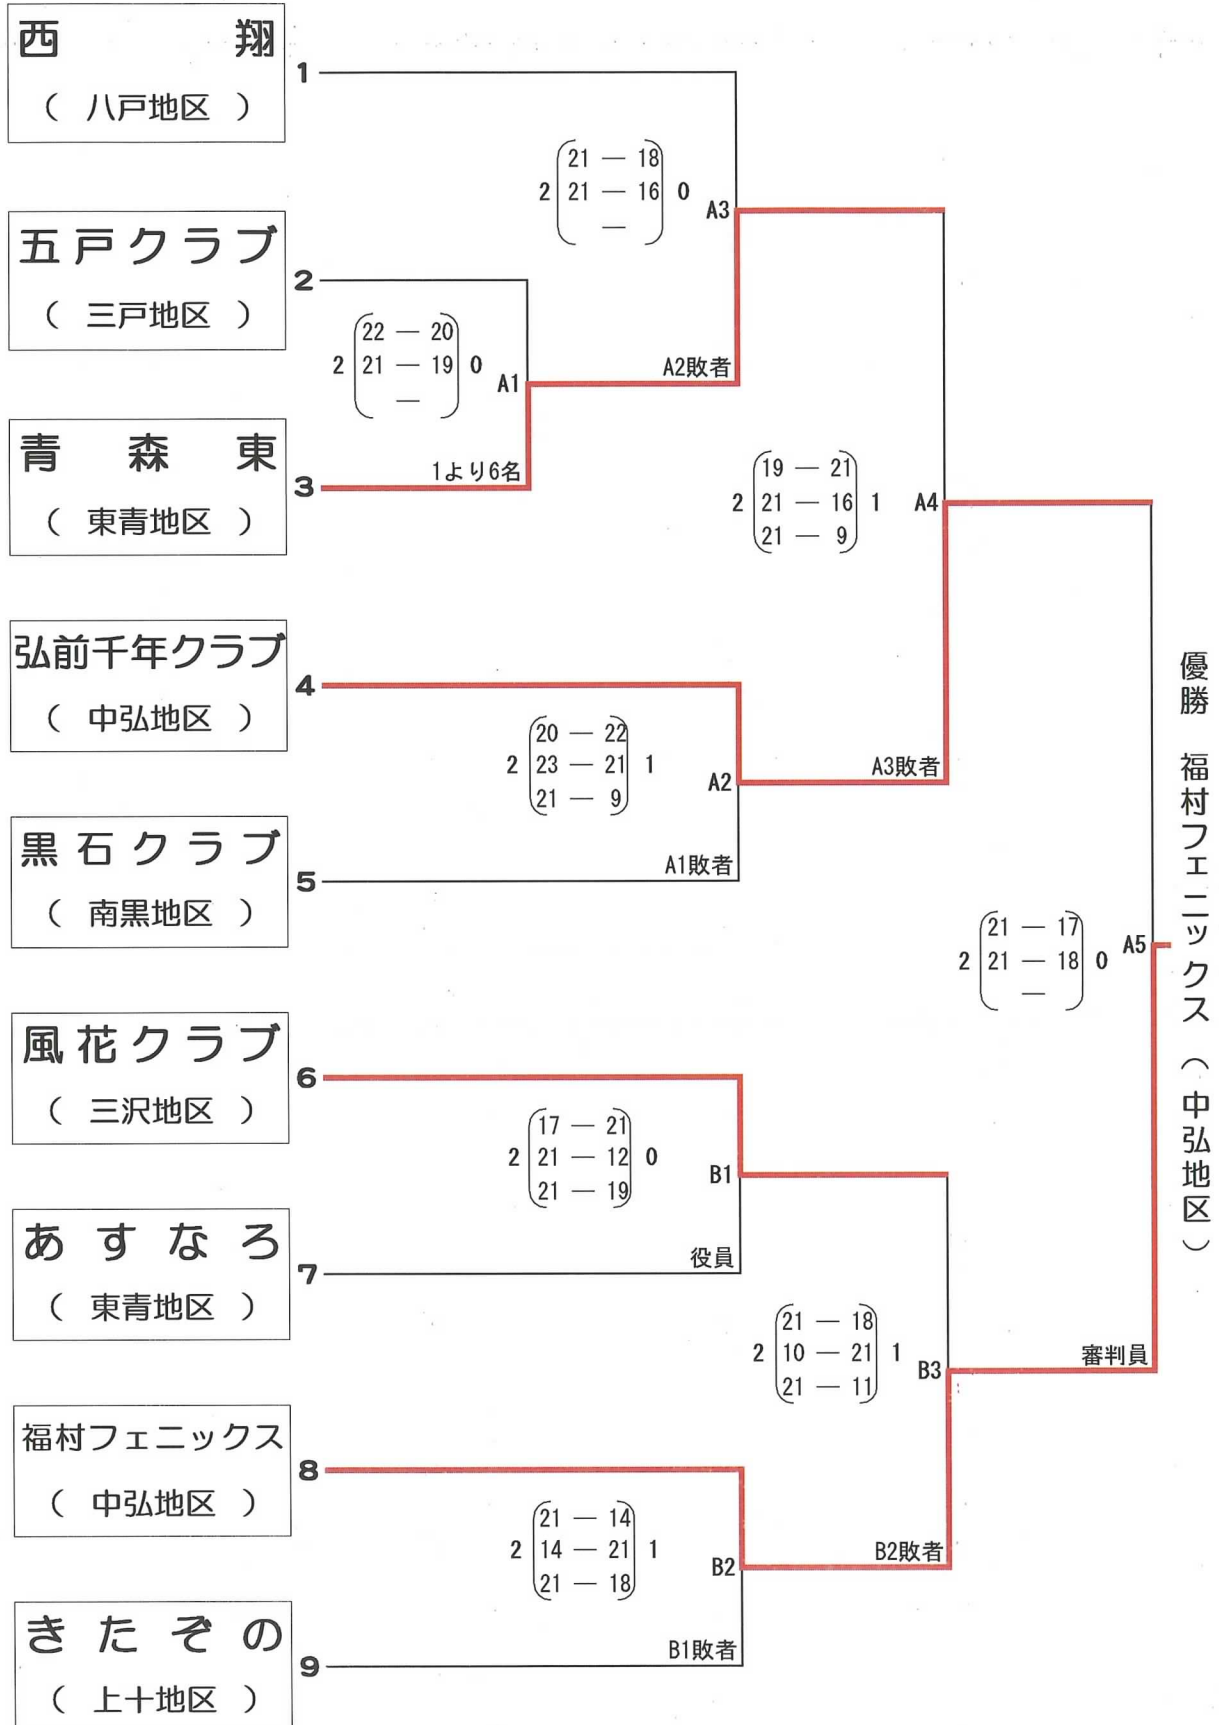 西　翔
（ 八戸地区 ）
1
五戸クラブ
（ 三戸地区 ）
2
青森東
（ 東青地区 ）
3
弘前千年クラブ
（ 中弘地区 ）
4
黒石クラブ
（ 南黒地区 ）
5
風花クラブ
（ 三沢地区 ）
6
あすなろ
（ 東青地区 ）
7
福村フェニックス
（ 中弘地区 ）
8
きたぞの
（ 上十地区 ）
9
22 — 20
2 21 — 19 0
—
A1
1より6名
21 — 18
2 21 — 16 0
—
A3
A2敗者
20 — 22
2 23 — 21 1
21 — 9
A2
A1敗者
19 — 21
2 21 — 16 1
21 — 9
A4
A3敗者
17 — 21
2 21 — 12 0
21 — 19
B1
役員
21 — 14
2 14 — 21 1
21 — 18
B2
B1敗者
21 — 18
2 10 — 21 1
21 — 11
B3
B2敗者
21 — 17
2 21 — 18 0
—
A5
審判員
優勝　福村フェニックス（中弘地区）